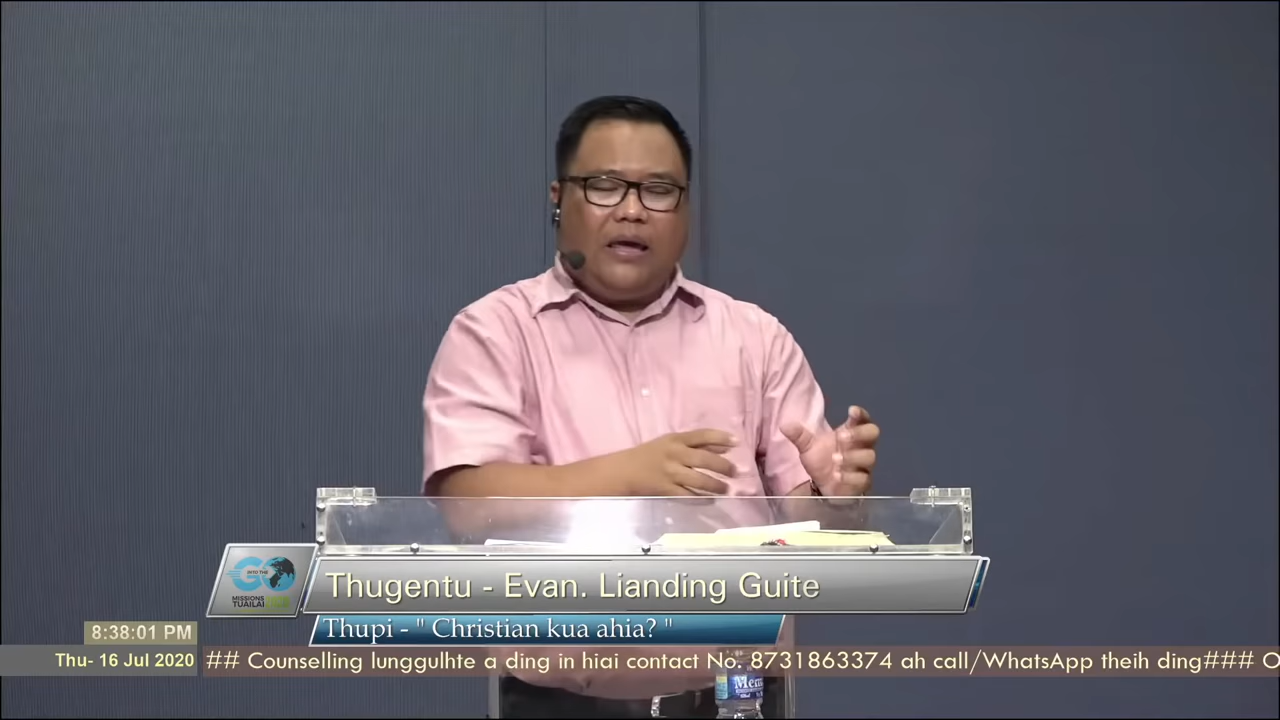 GO
INTO THE
MISSIONS
TUAILAI
Thugentu - Evan. Lianding Guite
Thupi - " Christian kua ahia? "
8:38:01 PM
Thu- 16 Jul 2020
## Counselling lunggulhte a ding in hiai contact No. 8731863374 ah call/WhatsApp theih ding### O